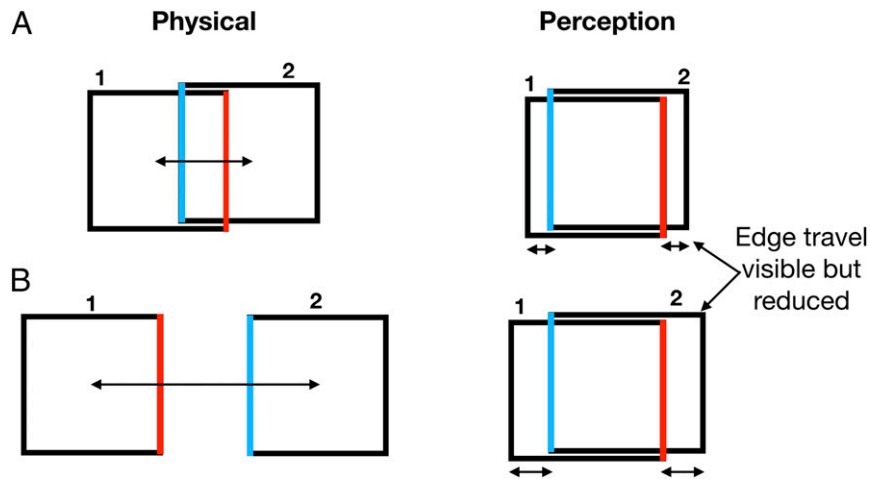 A
Physical
Perception
1
2
1
2
Edge travel
visible but
reduced
B
1
2
1
2